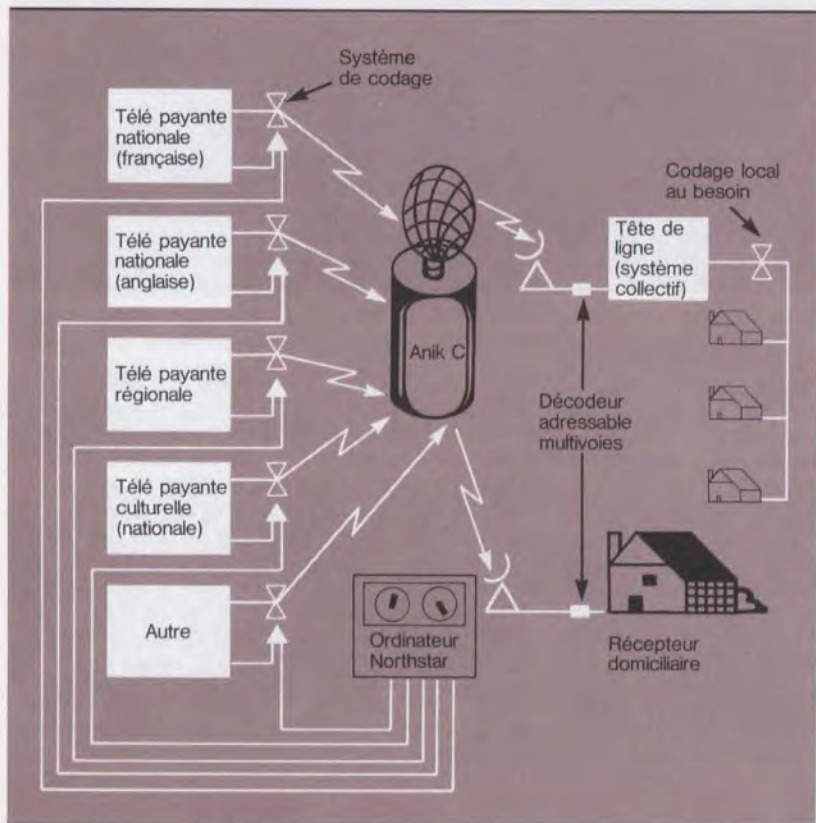 Système
de codage
Télé payante
nationale
(française)
Télé payante
nationale
(anglaise)
Télé payante
régionale
Télé payante
culturelle
(nationale)
Autre
Anik C
Ordinateur
Northstar
Tête de
ligne
(système
collectif)
Codage local
au besoin
Décodeur
adressable
multivoies
Récepteur
domiciliaire